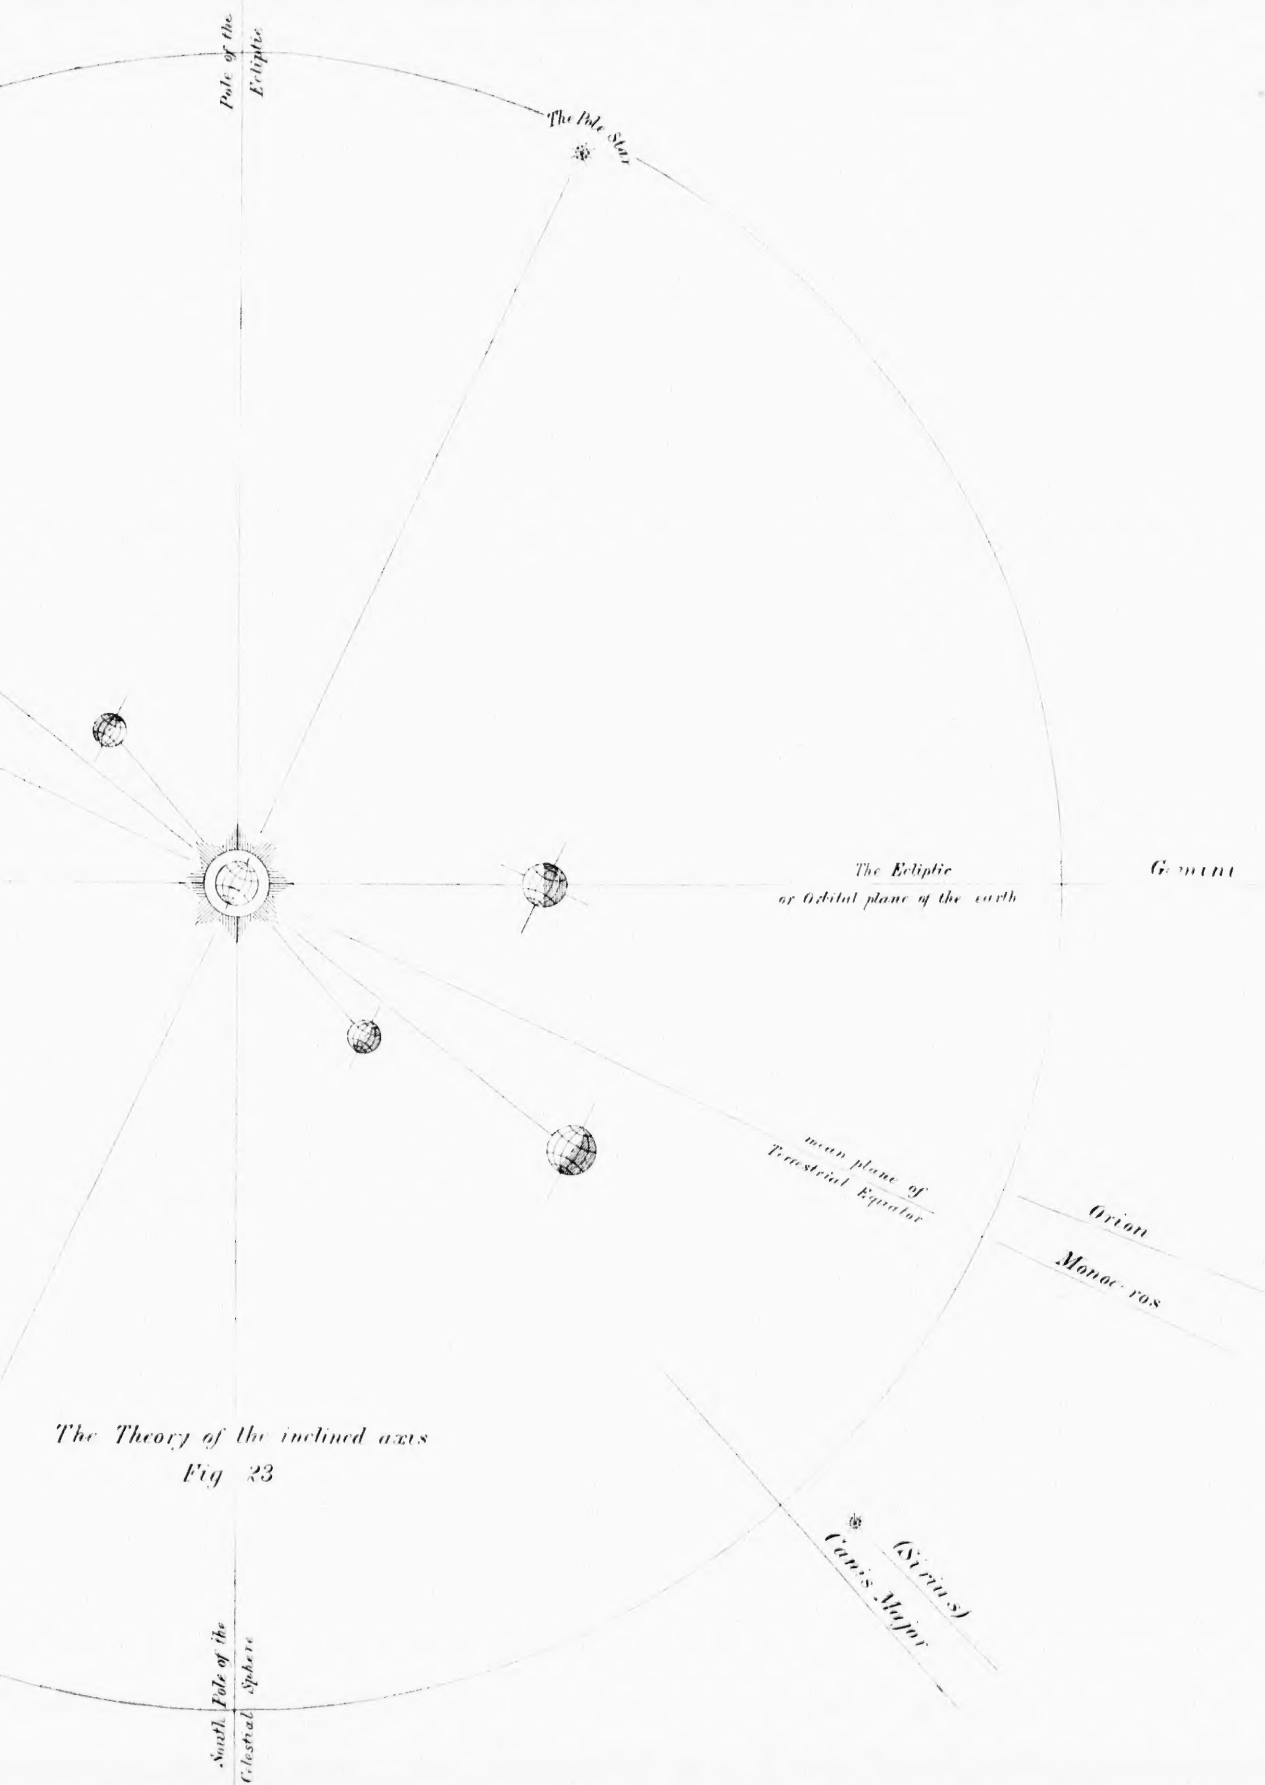 Pole of the
Ecliptic
The Pole Star
The Ecliptic
or Orbital plane of the earth
Gemini
mean plane of
Terrestrial Equator
Orion
Monoceros
The Theory of the inclined axis
Fig 23
(Sirius)
Canis Major
South Pole of the
Celestial Sphere